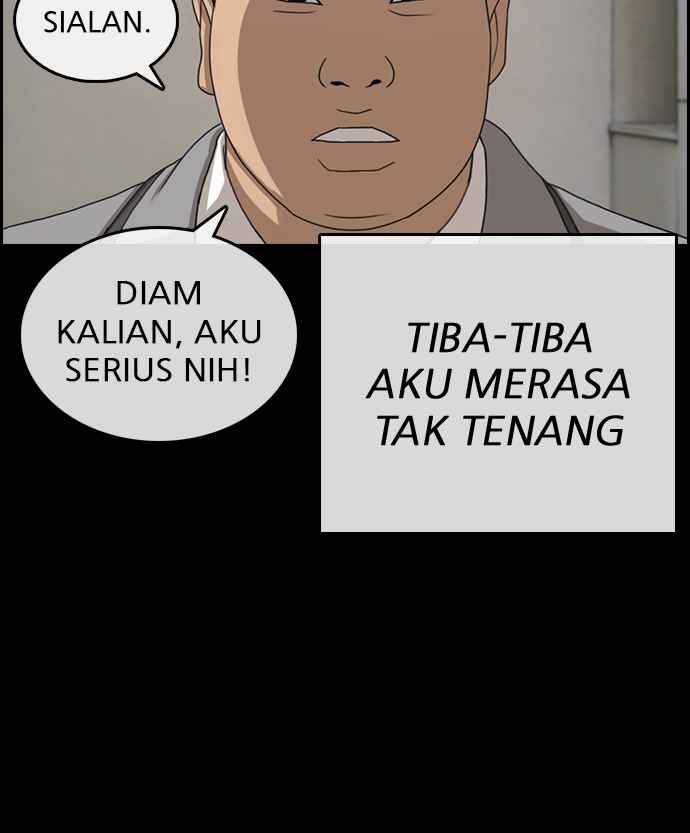 SIALAN.
DIAM
KALIAN, AKU
SERIUS NIH!
TIBA-TIBA
AKU MERASA
TAK TENANG